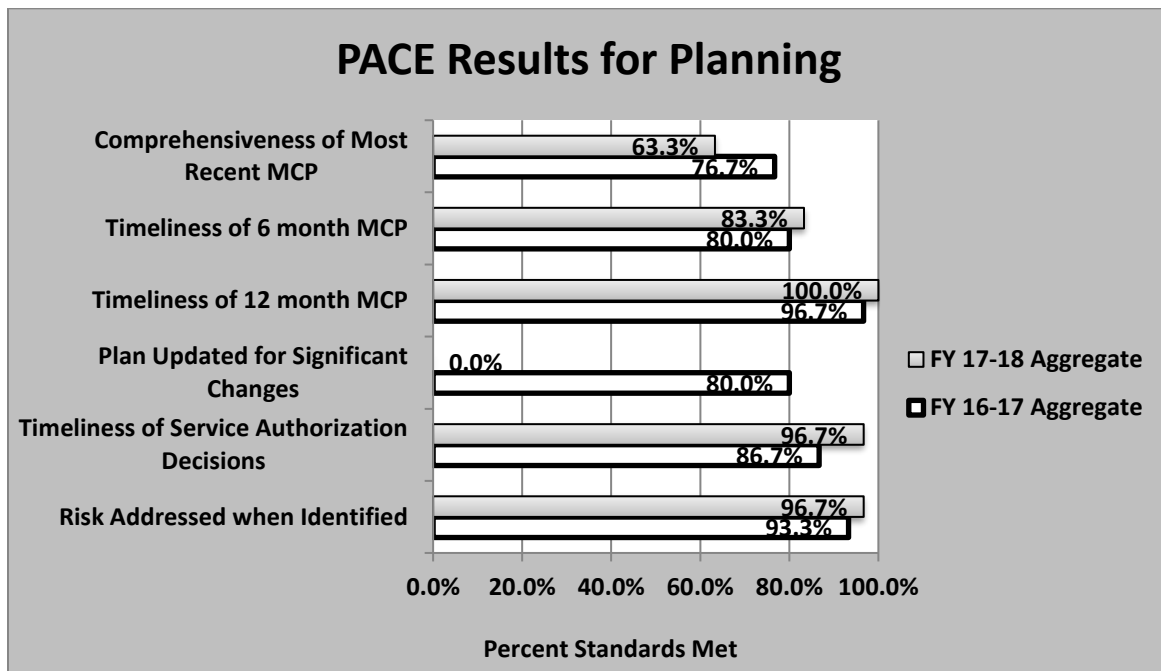 PACE Results for Planning
Comprehensiveness of Most
Recent MCP
63.3%
76.7%
Timeliness of 6 month MCP
83.3%
80.0%
Timeliness of 12 month MCP
100.0%
96.7%
Plan Updated for Significant
Changes
0.0%
80.0%
Timeliness of Service Authorization
Decisions
96.7%
86.7%
Risk Addressed when Identified
96.7%
93.3%
FY 17-18 Aggregate
FY 16-17 Aggregate
0.0% 20.0% 40.0% 60.0% 80.0% 100.0%
Percent Standards Met